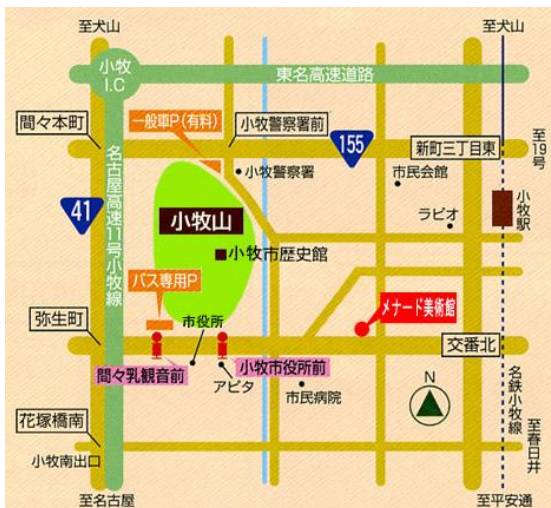 至犬山
至犬山
小牧
I.C
東名高速道路
一般車P(有料)
間々本町
小牧警察署前
155
新町三丁目東
至19号
小牧警察署
市民会館
41
名古屋高速11号小牧線
小牧山
ラピオ
小牧駅
小牧市歴史館
バス専用P
メナード美術館
弥生町
市役所
交番北
間々乳観音前
小牧市役所前
アピタ
市民病院
N
名鉄小牧線
花塚橋南
至春日井
小牧南出口
至名古屋
至平安通